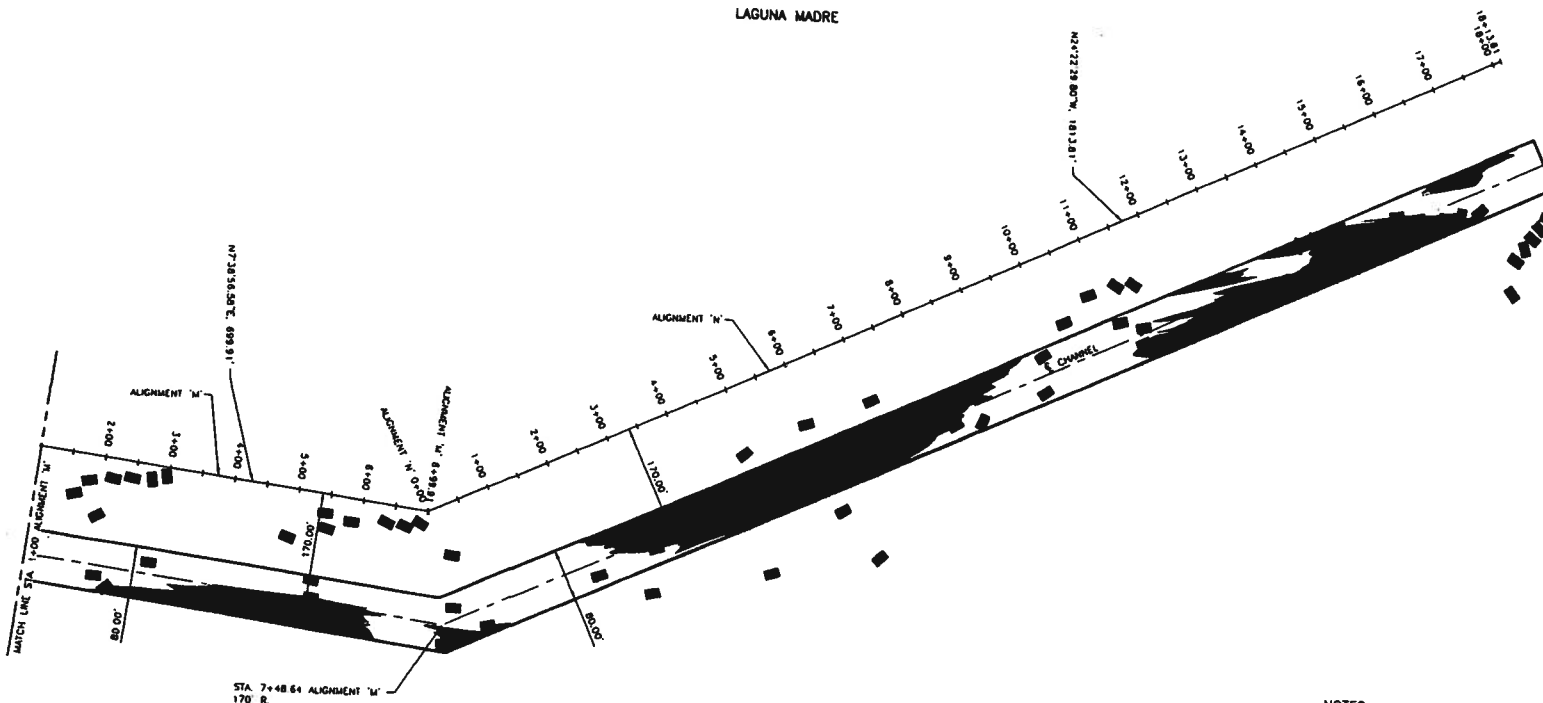 LAGUNA MADRE
18+13.81
18+00
17+00
16+00
15+00
14+00
13+00
12+00
11+00
10+00
9+00
8+00
7+00
6+00
5+00
4+00
3+00
2+00
1+00
N24°22'29.80"W, 1813.81'
ALIGNMENT 'N'
170.00'
℄ CHANNEL
80.00'
N7°38'56.58"E, 699.91'
ALIGNMENT 'M'
ALIGNMENT 'M' 6+99.91
ALIGNMENT 'N' 0+00
2+00
3+00
4+00
5+00
6+00
170.00'
80.00'
MATCH LINE STA. 1+00 ALIGNMENT 'M'
STA. 7+48.64 ALIGNMENT 'M'
170' R.
NOTES